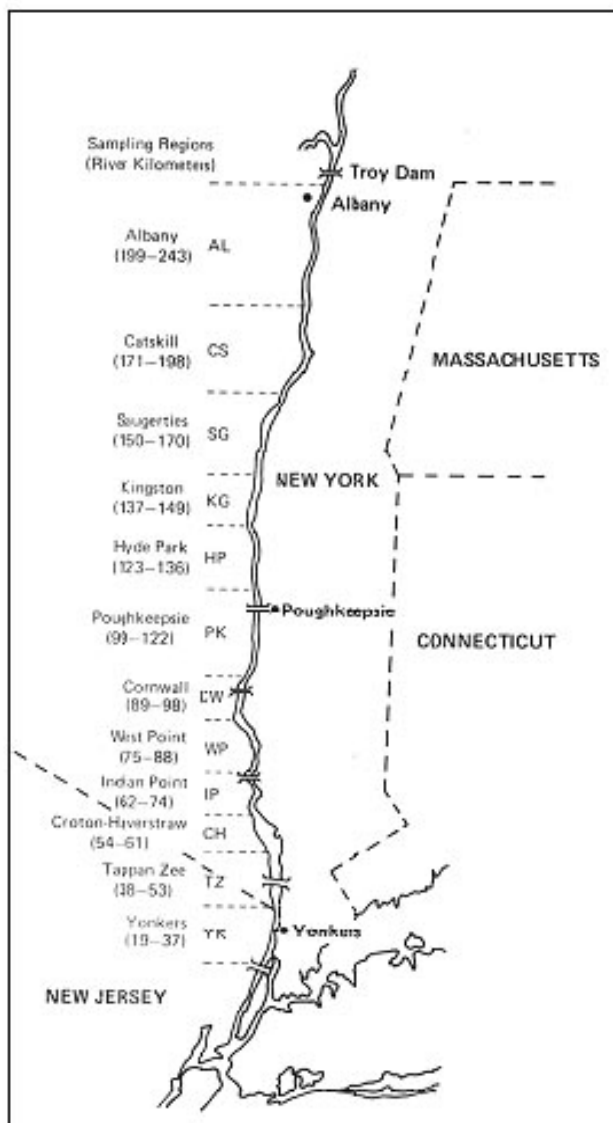 Sampling Regions
(River Kilometers)
Troy Dam
Albany
Albany
(199–243)
AL
Catskill
(171–198)
CS
MASSACHUSETTS
Saugerties
(150–170)
SG
NEW YORK
Kingston
(137–149)
KG
Hyde Park
(123–136)
HP
Poughkeepsie
Poughkeepsie
(99–122)
PK
CONNECTICUT
Cornwall
(89–98)
CW
West Point
(75–88)
WP
Indian Point
(62–74)
IP
Croton-Haverstraw
(54–61)
CH
Tappan Zee
(38–53)
TZ
Yonkers
(19–37)
YK
Yonkers
NEW JERSEY